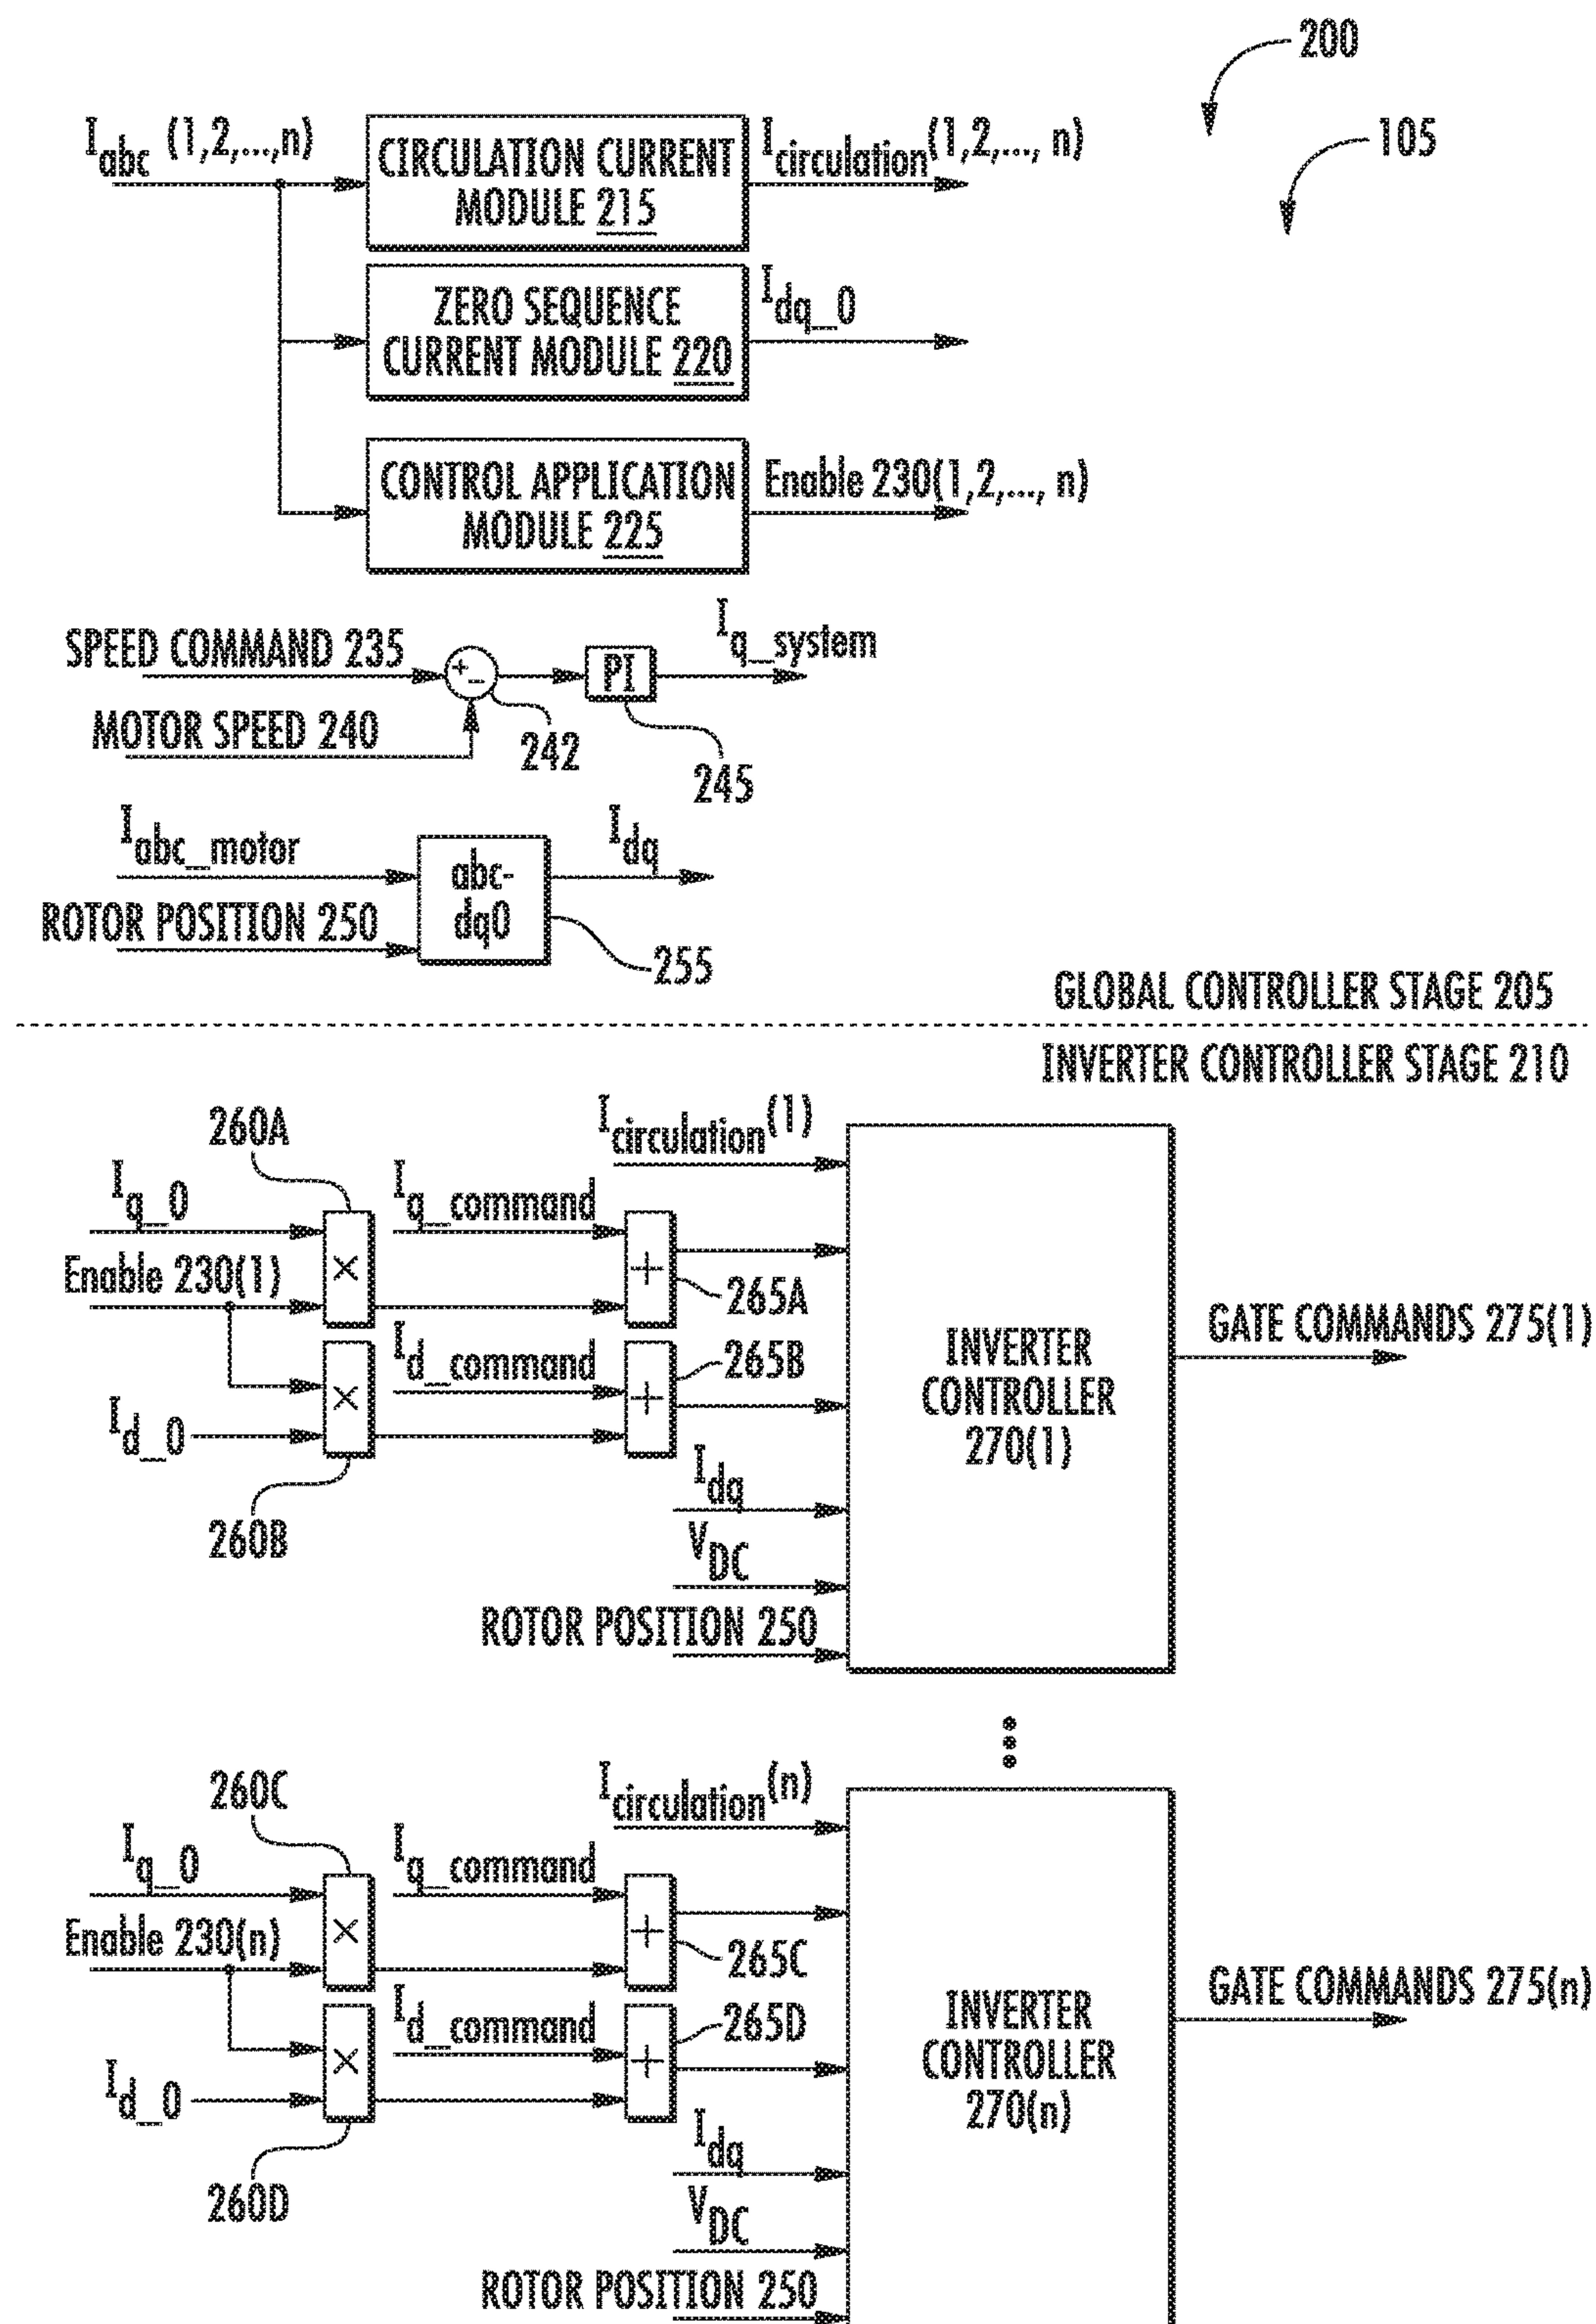 200
105
I_abc (1,2,...,n)
CIRCULATION CURRENT
MODULE 215
I_circulation(1,2,..., n)
ZERO SEQUENCE
CURRENT MODULE 220
I_dq_0
CONTROL APPLICATION
MODULE 225
Enable 230(1,2,..., n)
SPEED COMMAND 235
+
-
PI
I_q_system
MOTOR SPEED 240
242
245
I_abc_motor
abc-
dq0
I_dq
ROTOR POSITION 250
255
GLOBAL CONTROLLER STAGE 205
INVERTER CONTROLLER STAGE 210
260A
I_circulation(1)
I_q_0
I_q_command
Enable 230(1)
×
+
265A
I_d_command
265B
×
+
I_d_0
260B
I_dq
V_DC
ROTOR POSITION 250
INVERTER
CONTROLLER
270(1)
GATE COMMANDS 275(1)
260C
I_circulation(n)
I_q_0
I_q_command
Enable 230(n)
×
+
265C
I_d_command
265D
×
+
I_d_0
260D
I_dq
V_DC
ROTOR POSITION 250
INVERTER
CONTROLLER
270(n)
GATE COMMANDS 275(n)